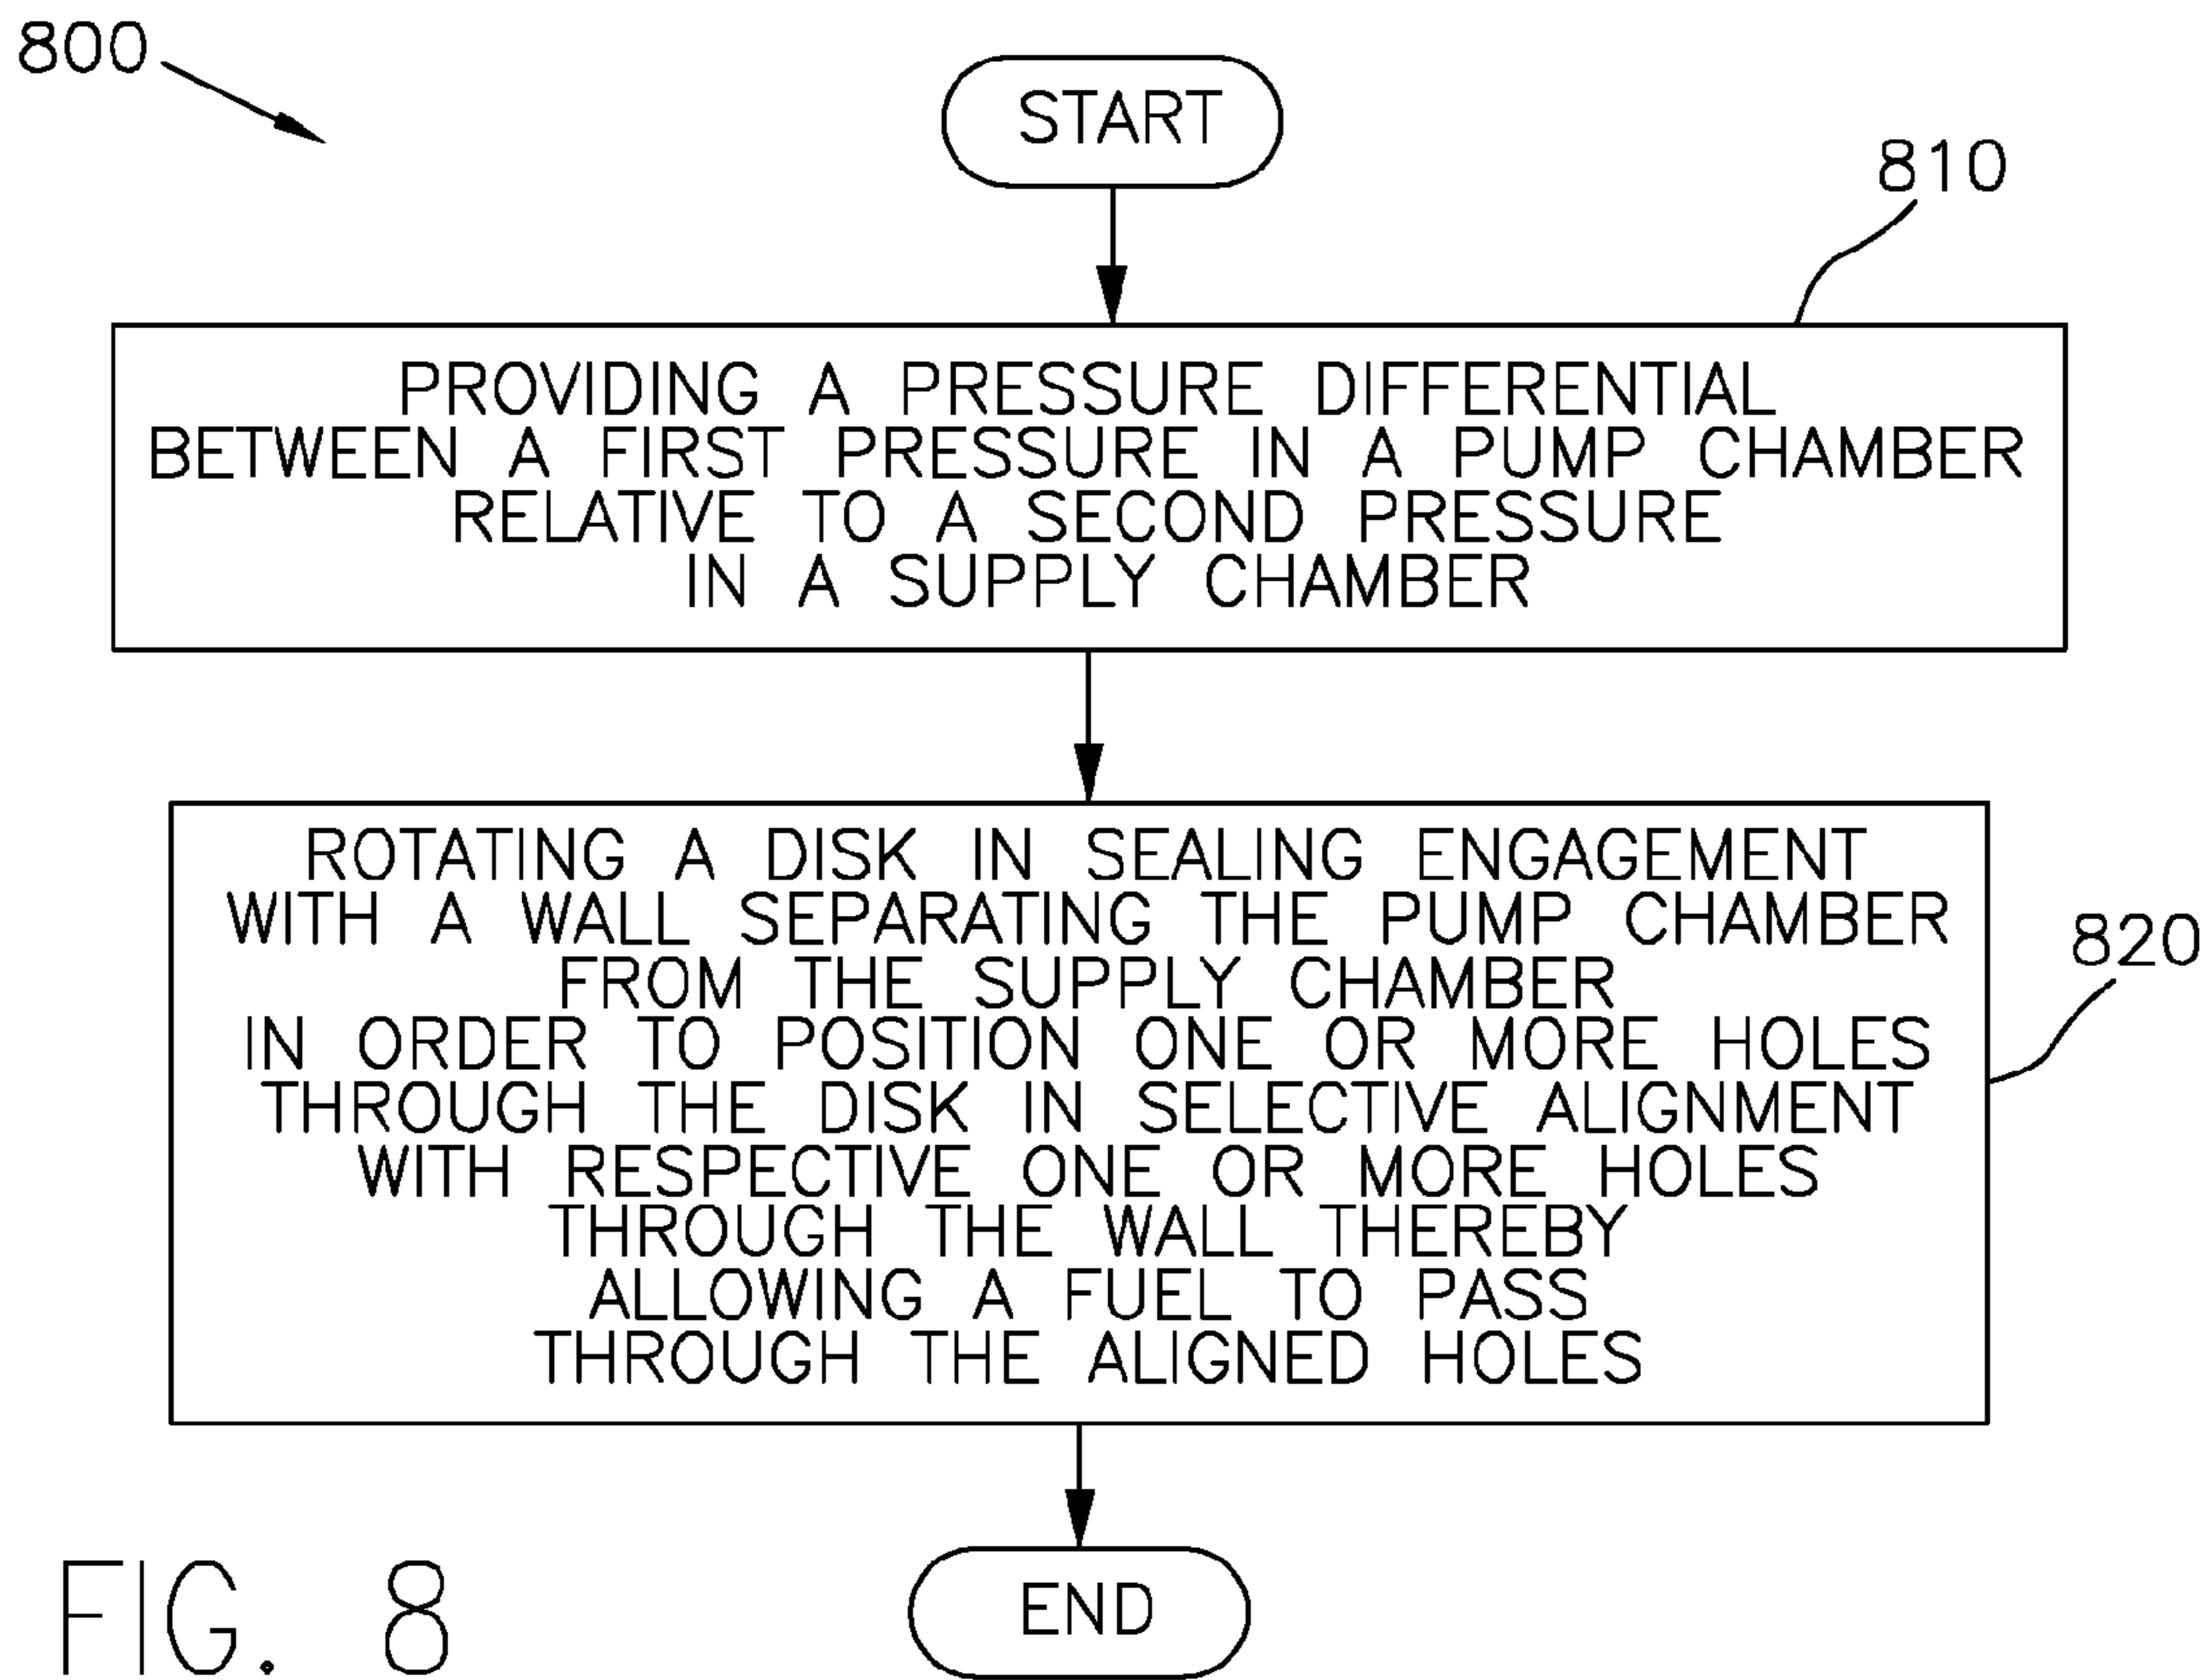 800
START
810
PROVIDING A PRESSURE DIFFERENTIAL
BETWEEN A FIRST PRESSURE IN A PUMP CHAMBER
RELATIVE TO A SECOND PRESSURE
IN A SUPPLY CHAMBER
ROTATING A DISK IN SEALING ENGAGEMENT
WITH A WALL SEPARATING THE PUMP CHAMBER
FROM THE SUPPLY CHAMBER
IN ORDER TO POSITION ONE OR MORE HOLES
THROUGH THE DISK IN SELECTIVE ALIGNMENT
WITH RESPECTIVE ONE OR MORE HOLES
THROUGH THE WALL THEREBY
ALLOWING A FUEL TO PASS
THROUGH THE ALIGNED HOLES
820
END
FIG. 8